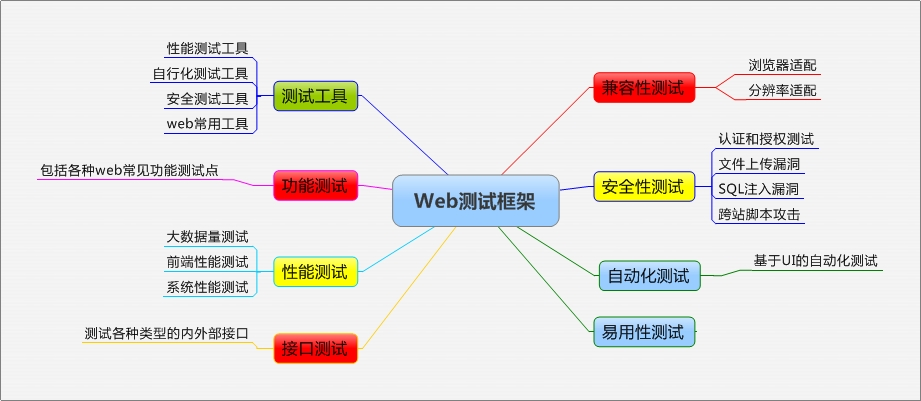 Web测试框架
测试工具
性能测试工具
自行化测试工具
安全测试工具
web常用工具
功能测试
包括各种web常见功能测试点
性能测试
大数据量测试
前端性能测试
系统性能测试
接口测试
测试各种类型的内外部接口
兼容性测试
浏览器适配
分辨率适配
安全性测试
认证和授权测试
文件上传漏洞
SQL注入漏洞
跨站脚本攻击
自动化测试
基于UI的自动化测试
易用性测试